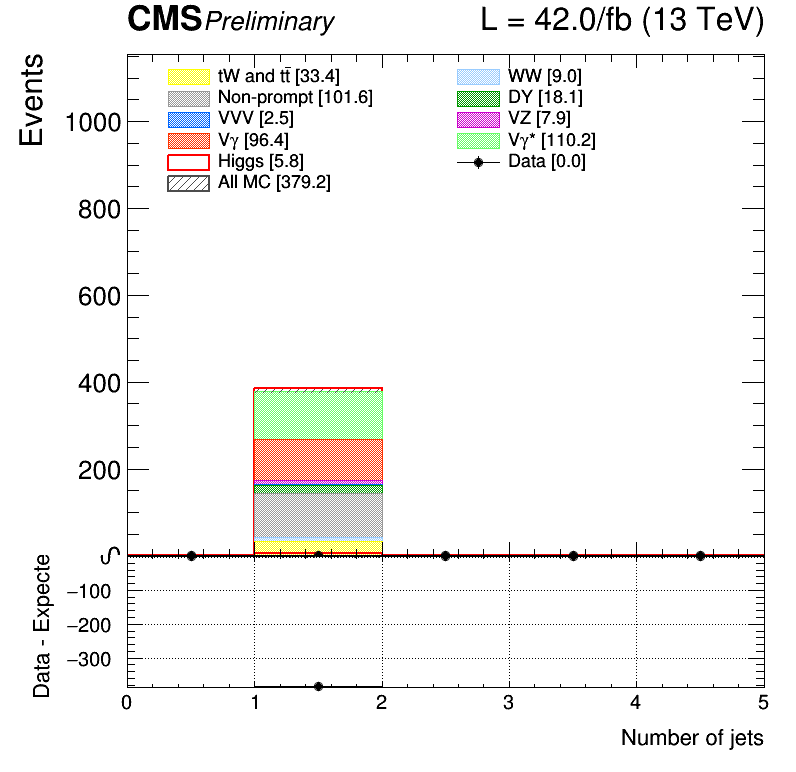 CMS Preliminary L = 42.0/fb (13 TeV)
Events
1000
800
600
400
200
0
tW and tt̄ [33.4]
Non-prompt [101.6]
VVV [2.5]
Vγ [96.4]
Higgs [5.8]
All MC [379.2]
WW [9.0]
DY [18.1]
VZ [7.9]
Vγ* [110.2]
Data [0.0]
Data - Expecte
−100
−200
−300
0 1 2 3 4 5
Number of jets